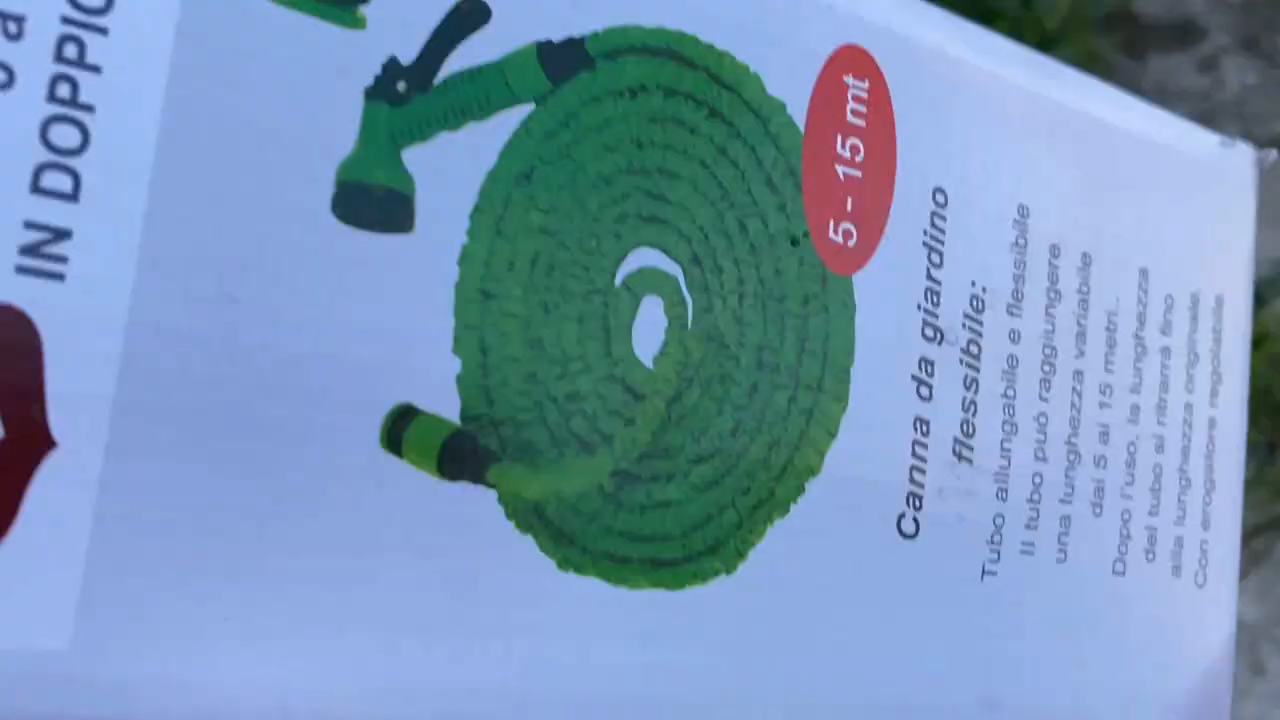 IN DOPPIO
5 - 15 mt
Canna da giardino
flessibile:
Tubo allungabile e flessibile
Il tubo può raggiungere
una lunghezza variabile
dai 5 ai 15 metri..
Dopo l'uso, la lunghezza
del tubo si ritrarrà fino
alla lunghezza originale.
Con erogatore regolabile